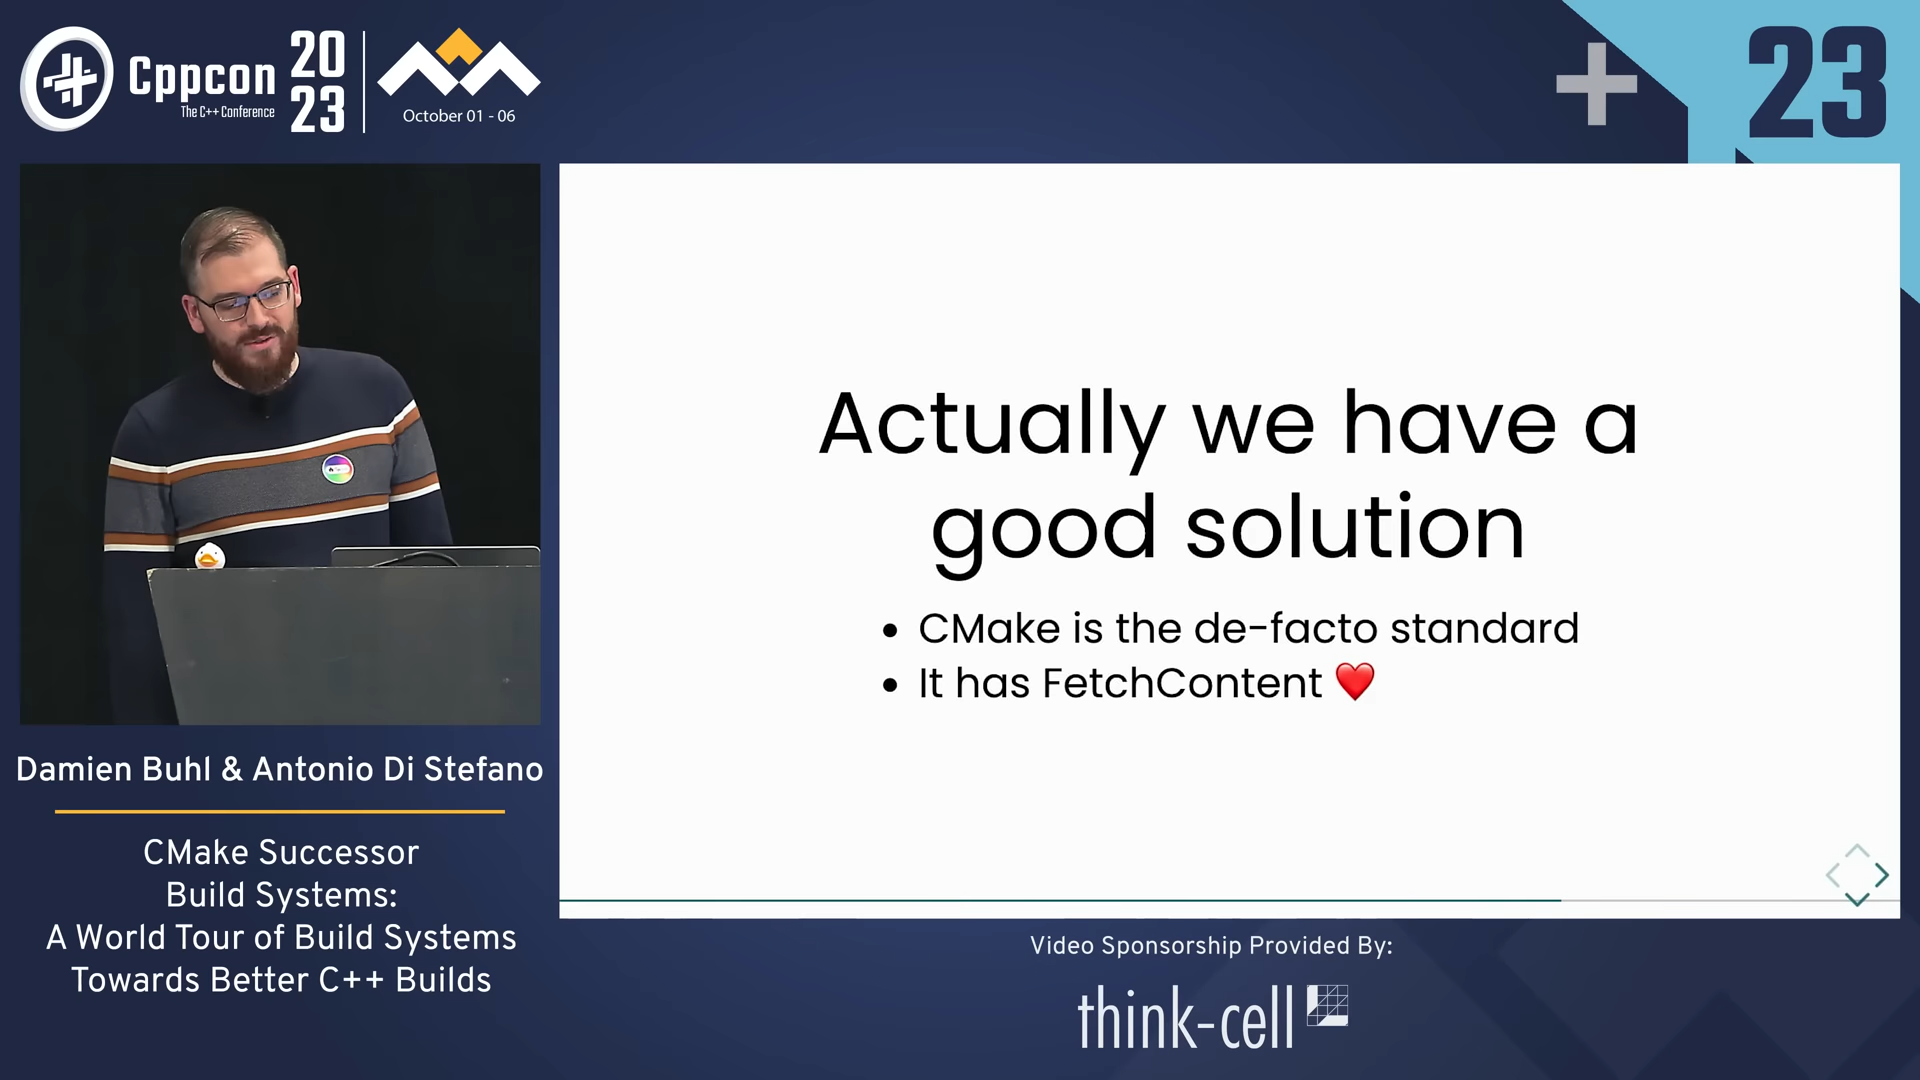 Cppcon
The C++ Conference
20
23
October 01 - 06
23
Actually we have a
good solution
• CMake is the de-facto standard
• It has FetchContent ❤️
Damien Buhl & Antonio Di Stefano
CMake Successor
Build Systems:
A World Tour of Build Systems
Towards Better C++ Builds
Video Sponsorship Provided By:
think-cell